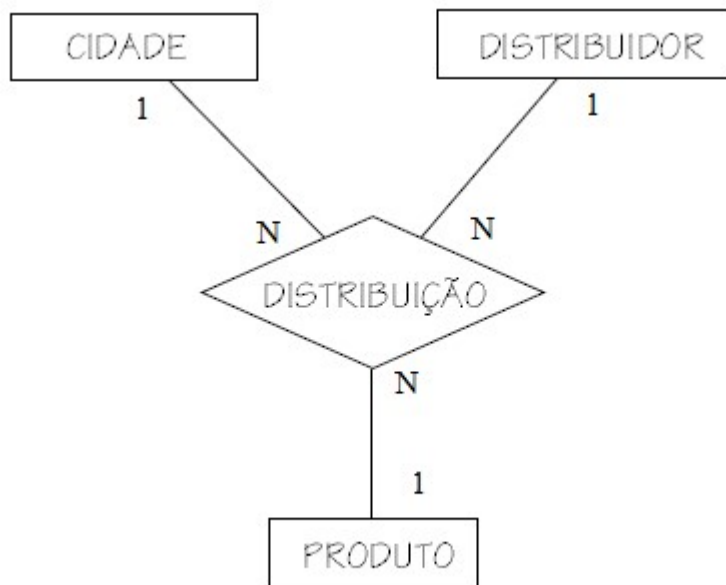 CIDADE DISTRIBUIDOR
1 1
N N
DISTRIBUIÇÃO
N
1
PRODUTO